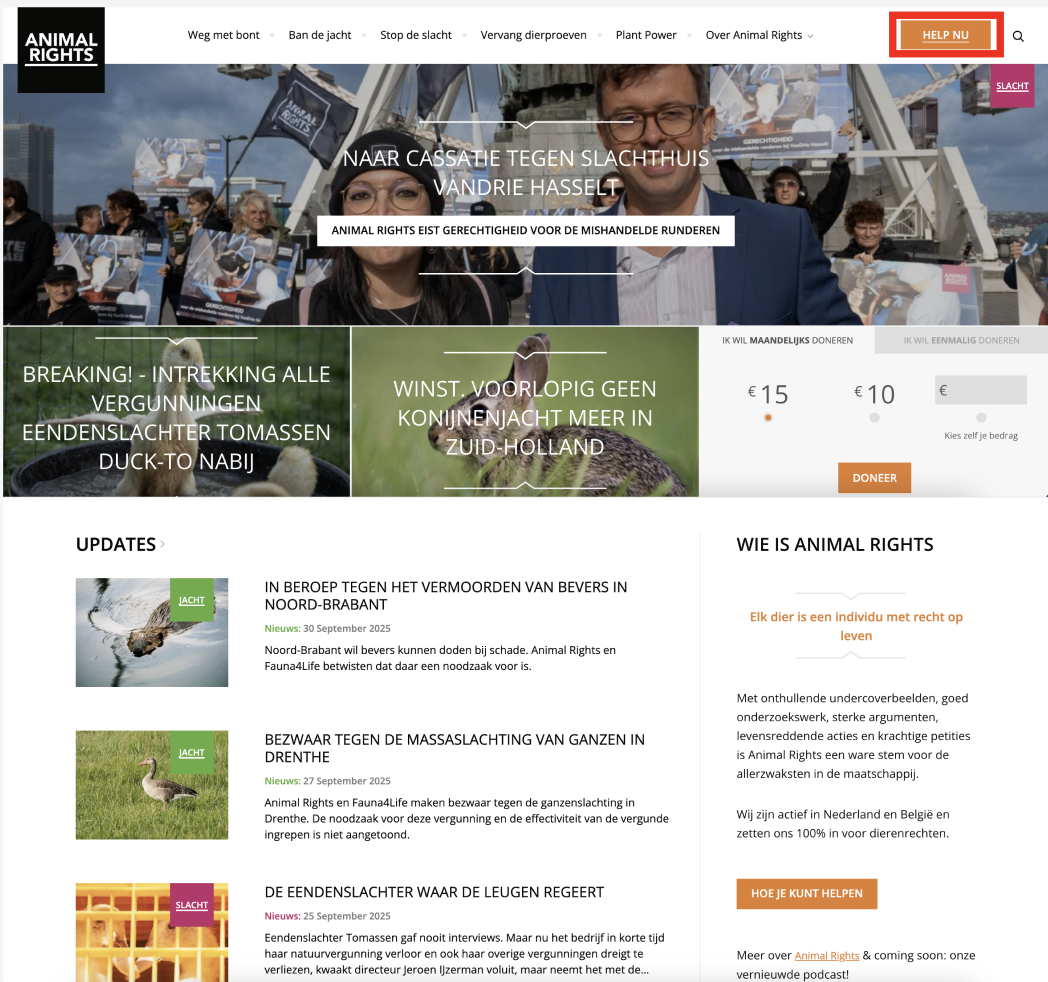 ANIMAL
RIGHTS
Weg met bont
Ban de jacht
Stop de slacht
Vervang dierproeven
Plant Power
Over Animal Rights
HELP NU
SLACHT
ANIMAL
RIGHTS
NAAR CASSATIE TEGEN SLACHTHUIS
VANDRIE HASSELT
ANIMAL RIGHTS EIST GERECHTIGHEID VOOR DE MISHANDELDE RUNDEREN
GERECHTIGHEID
BREAKING! - INTREKKING ALLE
VERGUNNINGEN
EENDENSLACHTER TOMASSEN
DUCK-TO NABIJ
WINST. VOORLOPIG GEEN
KONIJNENJACHT MEER IN
ZUID-HOLLAND
IK WIL MAANDELIJKS DONEREN
IK WIL EENMALIG DONEREN
€ 15
€ 10
€
Kies zelf je bedrag
DONEER
UPDATES
JACHT
IN BEROEP TEGEN HET VERMOORDEN VAN BEVERS IN
NOORD-BRABANT
Nieuws: 30 September 2025
Noord-Brabant wil bevers kunnen doden bij schade. Animal Rights en
Fauna4Life betwisten dat daar een noodzaak voor is.
JACHT
BEZWAAR TEGEN DE MASSASLACHTING VAN GANZEN IN
DRENTHE
Nieuws: 27 September 2025
Animal Rights en Fauna4Life maken bezwaar tegen de ganzenslachting in
Drenthe. De noodzaak voor deze vergunning en de effectiviteit van de vergunde
ingrepen is niet aangetoond.
SLACHT
DE EENDENSLACHTER WAAR DE LEUGEN REGEERT
Nieuws: 25 September 2025
Eendenslachter Tomassen gaf nooit interviews. Maar nu het bedrijf in korte tijd
haar natuurvergunning verloor en ook haar overige vergunningen dreigt te
verliezen, kwaakt directeur Jeroen IJzerman voluit, maar neemt het met de...
WIE IS ANIMAL RIGHTS
Elk dier is een individu met recht op
leven
Met onthullende undercoverbeelden, goed
onderzoekswerk, sterke argumenten,
levensreddende acties en krachtige petities
is Animal Rights een ware stem voor de
allerzwaksten in de maatschappij.
Wij zijn actief in Nederland en België en
zetten ons 100% in voor dierenrechten.
HOE JE KUNT HELPEN
Meer over Animal Rights & coming soon: onze
vernieuwde podcast!